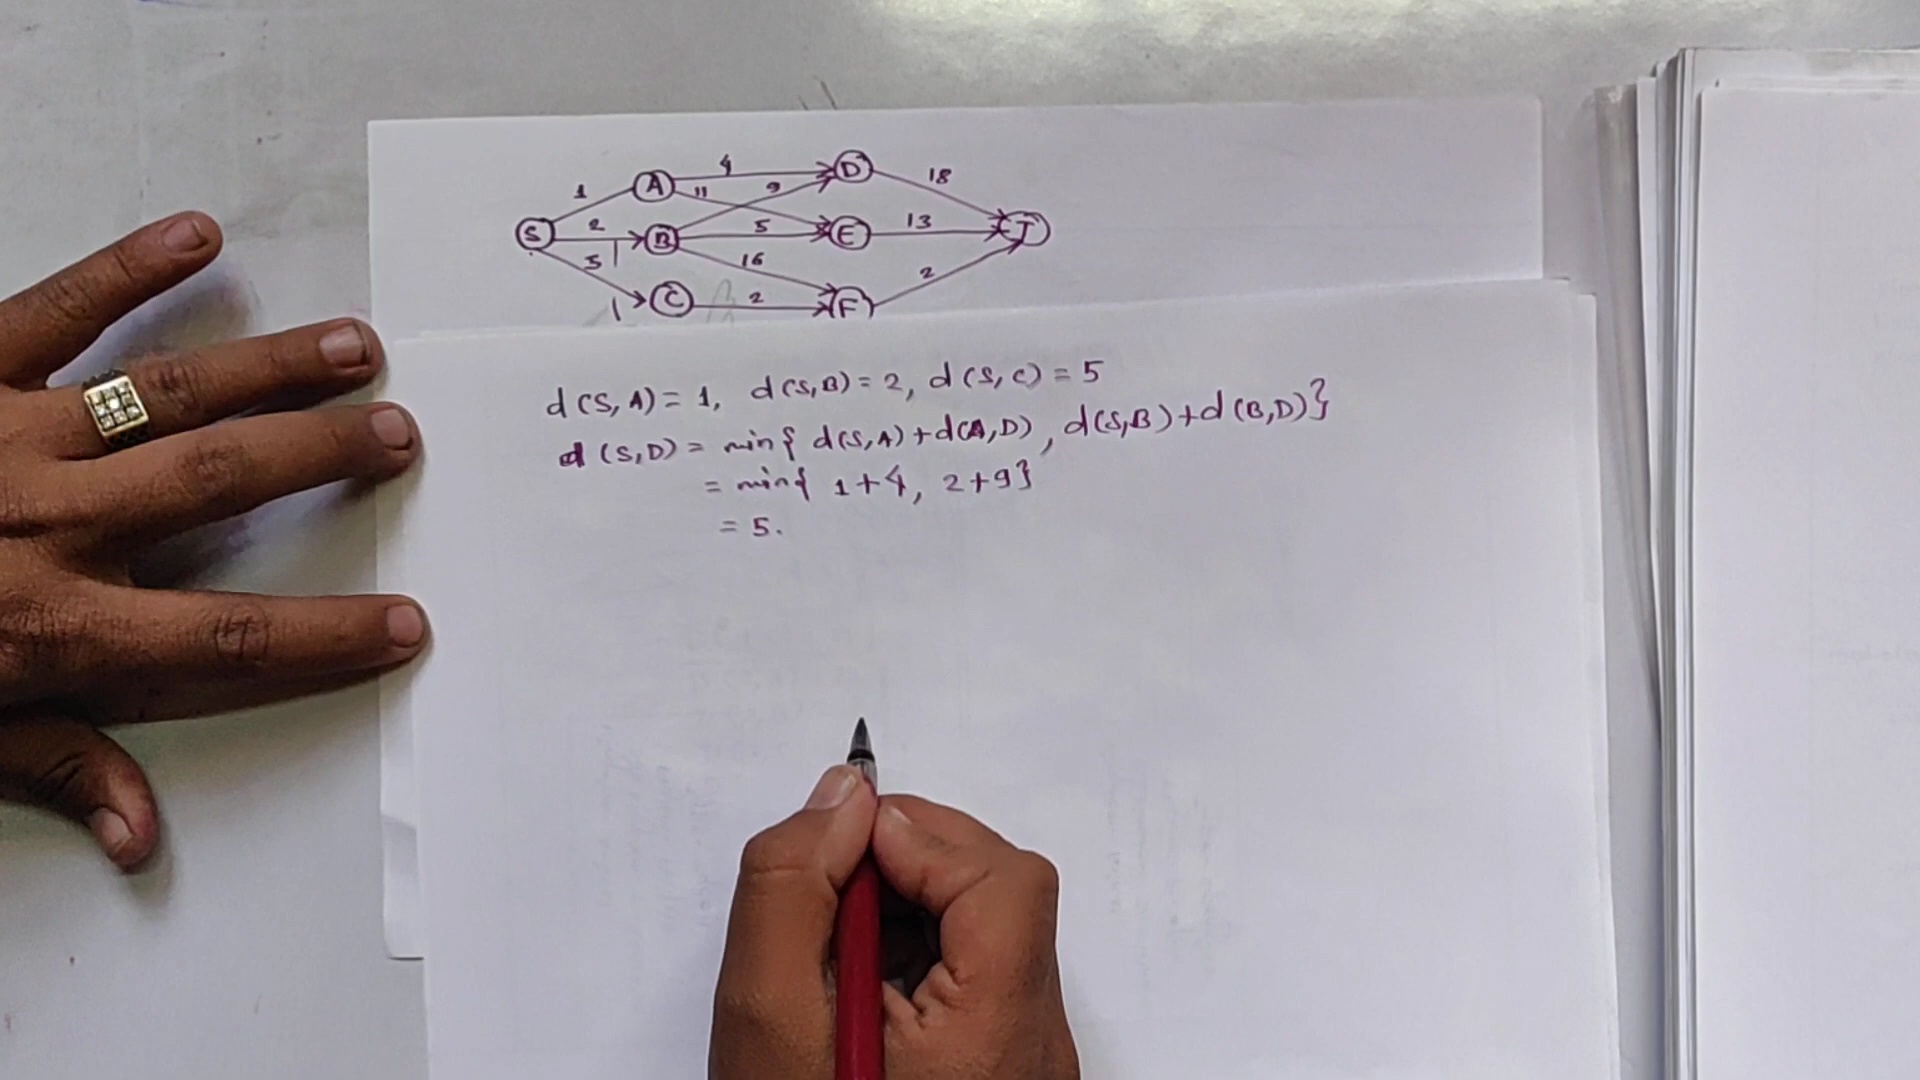 4 D 18
1 A 11 9
S 2 B 5 E 13 T
5 16 2
C 2 F
d(S,A) = 1, d(S,B) = 2, d(S,C) = 5
d(S,D) = min{ d(S,A)+d(A,D), d(S,B)+d(B,D)}
= min{ 1+4, 2+9}
= 5.